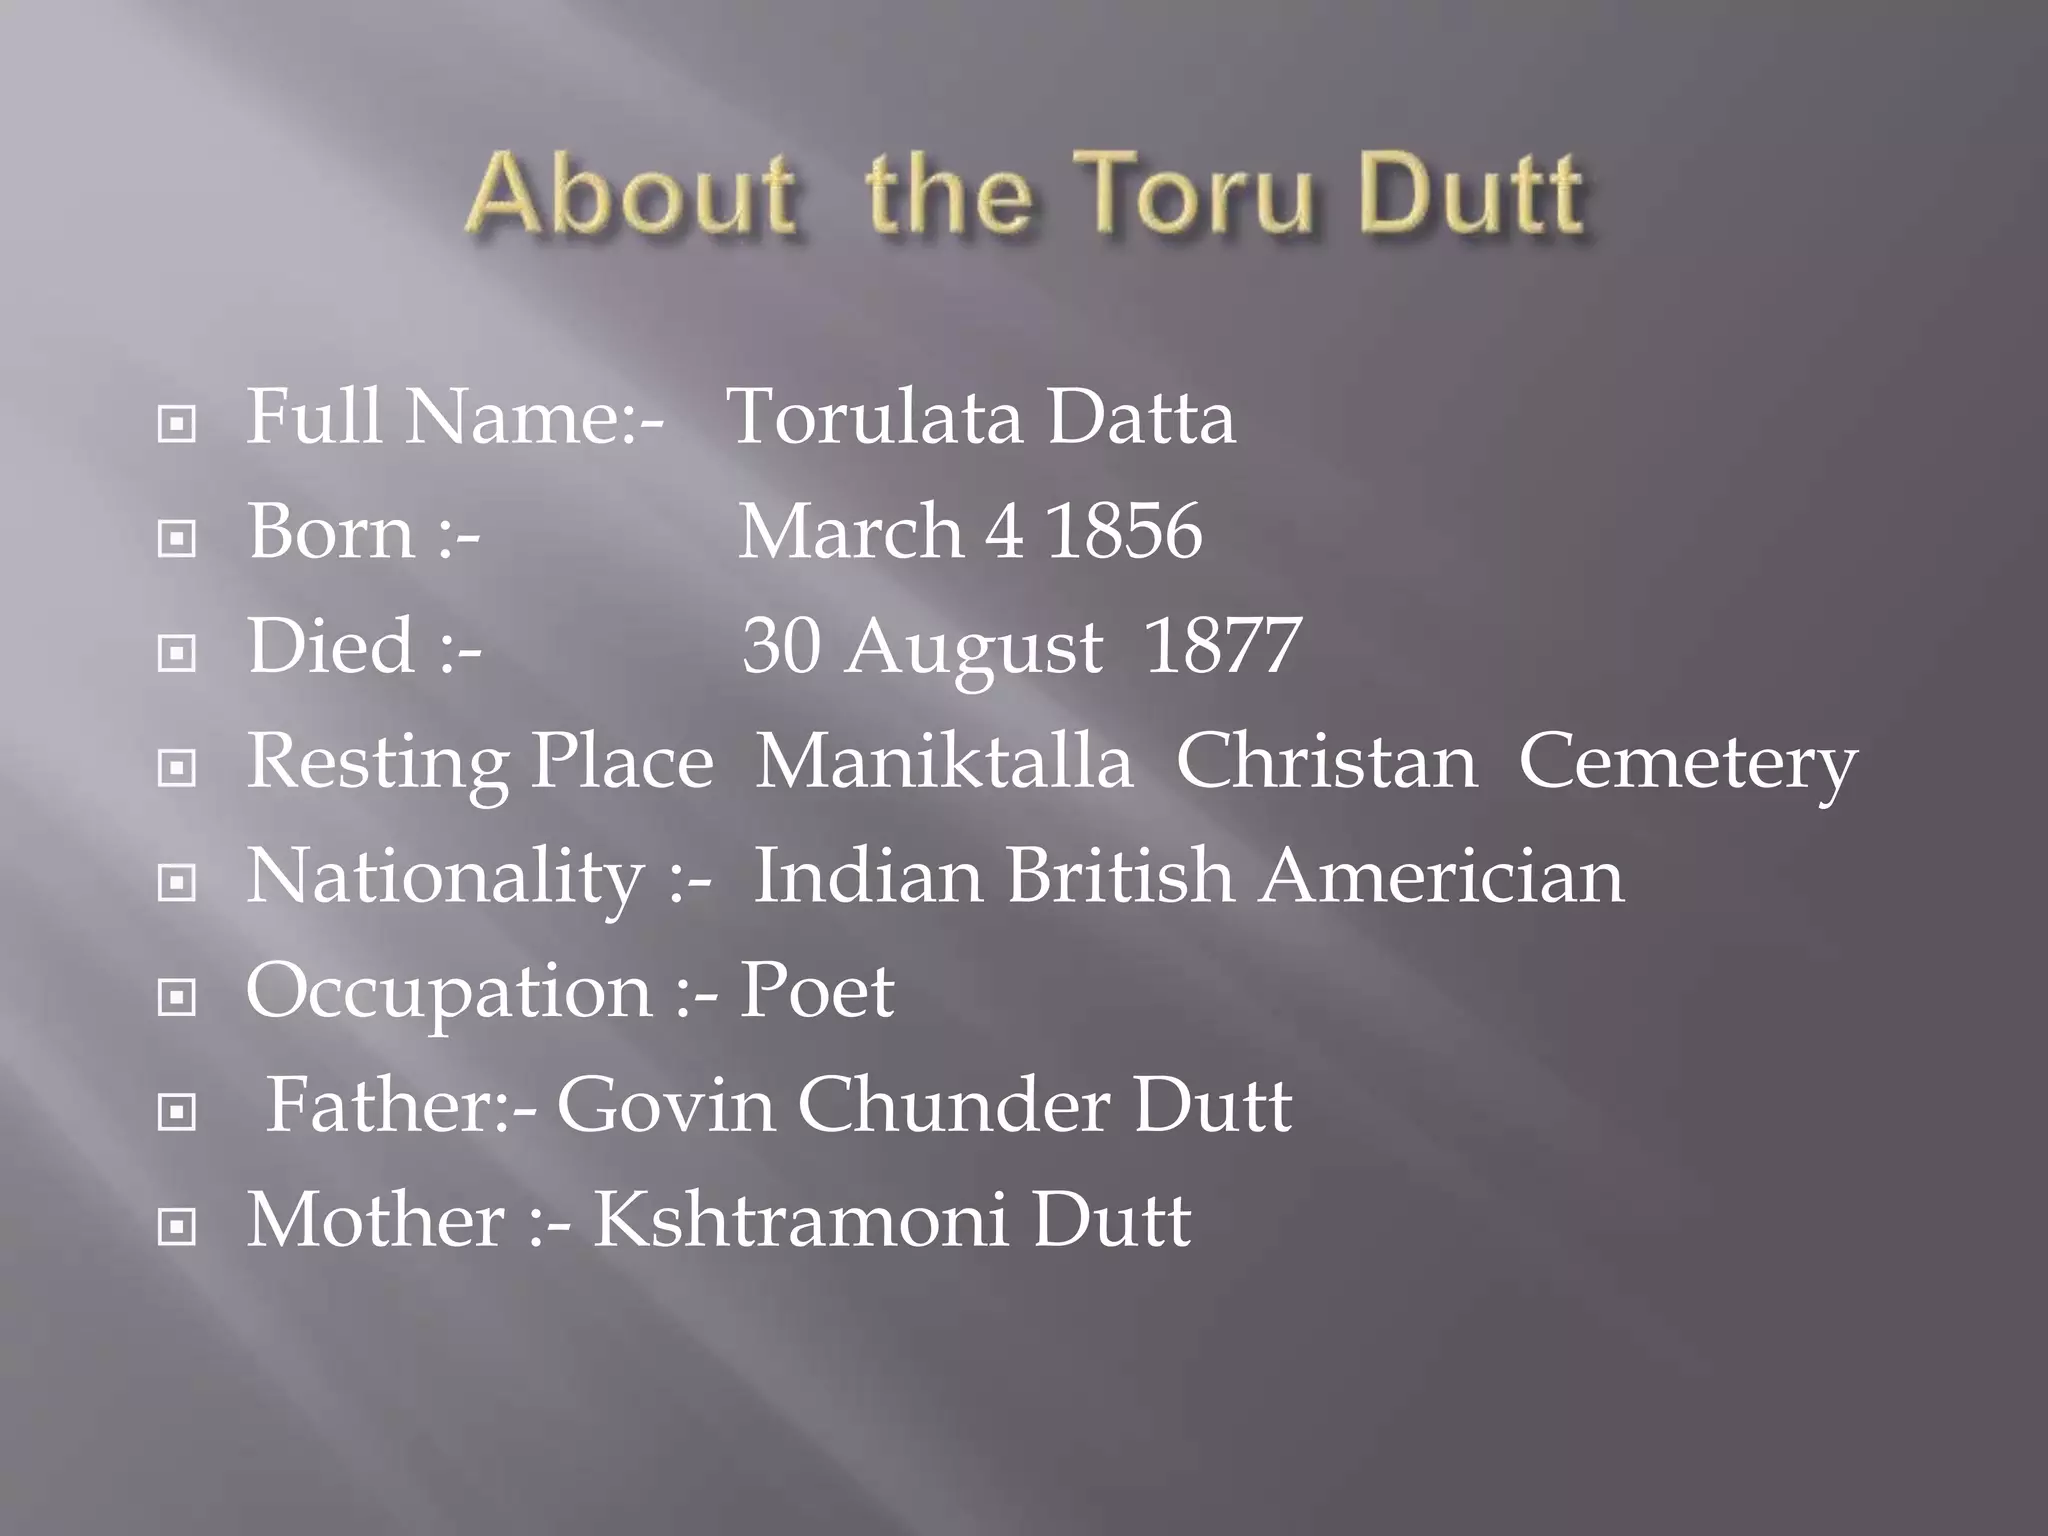 About the Toru Dutt
Full Name:- Torulata Datta
Born :- March 4 1856
Died :- 30 August 1877
Resting Place Maniktalla Christan Cemetery
Nationality :- Indian British Americian
Occupation :- Poet
Father:- Govin Chunder Dutt
Mother :- Kshtramoni Dutt